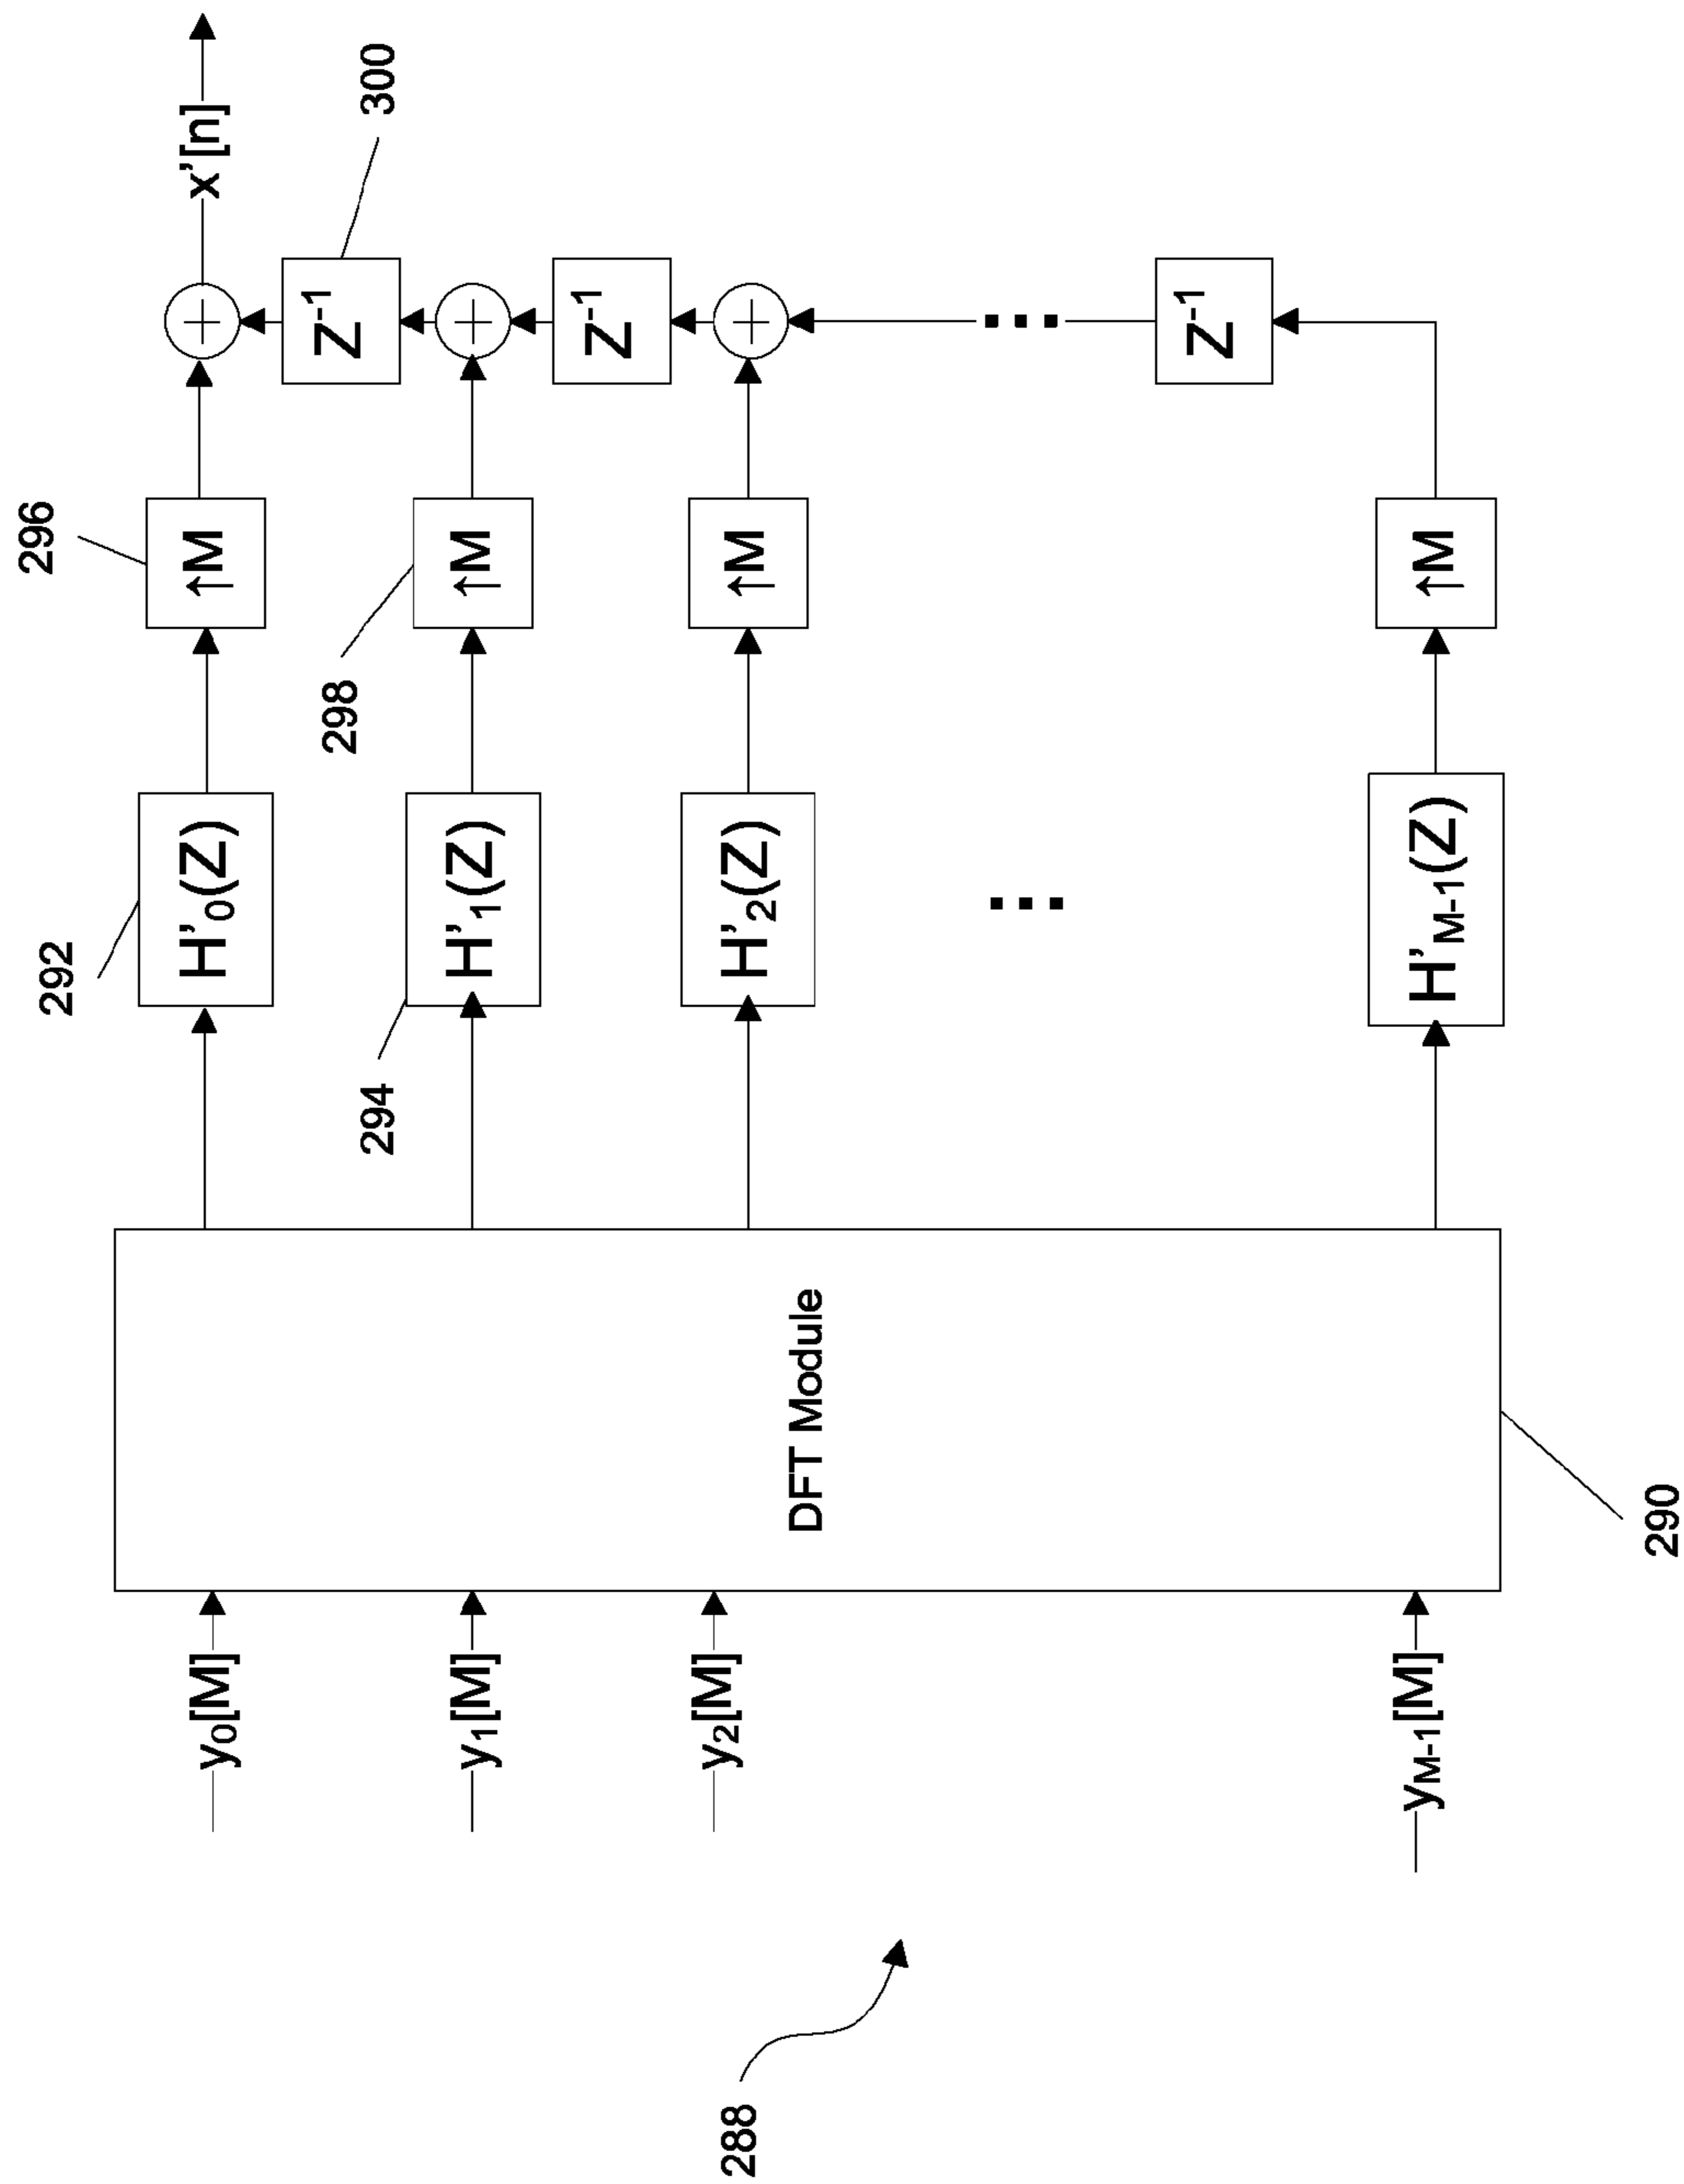 288
y0[M]
y1[M]
y2[M]
yM-1[M]
DFT Module
290
292
H'0(Z)
294
H'1(Z)
H'2(Z)
...
H'M-1(Z)
296
↑M
298
↑M
↑M
↑M
+
Z-1
300
+
Z-1
+
...
Z-1
x'[n]